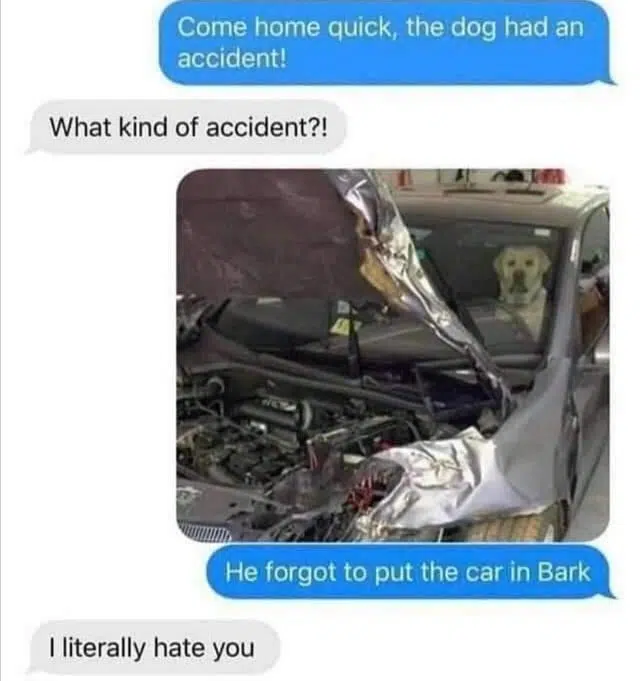 Come home quick, the dog had an
accident!
What kind of accident?!
He forgot to put the car in Bark
I literally hate you